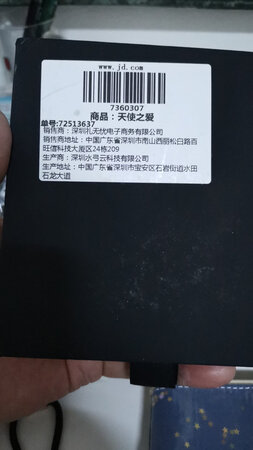 www.jd.com
7360307
商品：天使之爱
单号:72513637
销售商：深圳礼无忧电子商务有限公司
销售商地址：中国广东省深圳市南山西丽松白路百
旺信科技大厦区24栋209
生产商：深圳水弓云科技有限公司
生产地址：中国广东省深圳市宝安区石岩街道水田
石龙大道